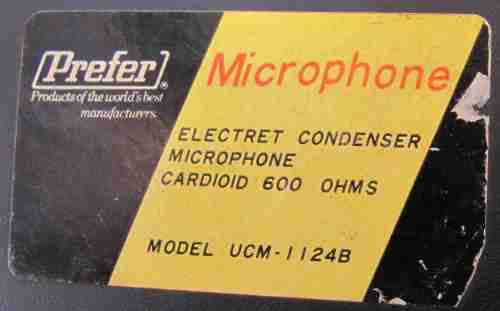 Prefer®
Products of the world's best
manufacturers
Microphone
ELECTRET CONDENSER
MICROPHONE
CARDIOID 600 OHMS
MODEL UCM-1124B